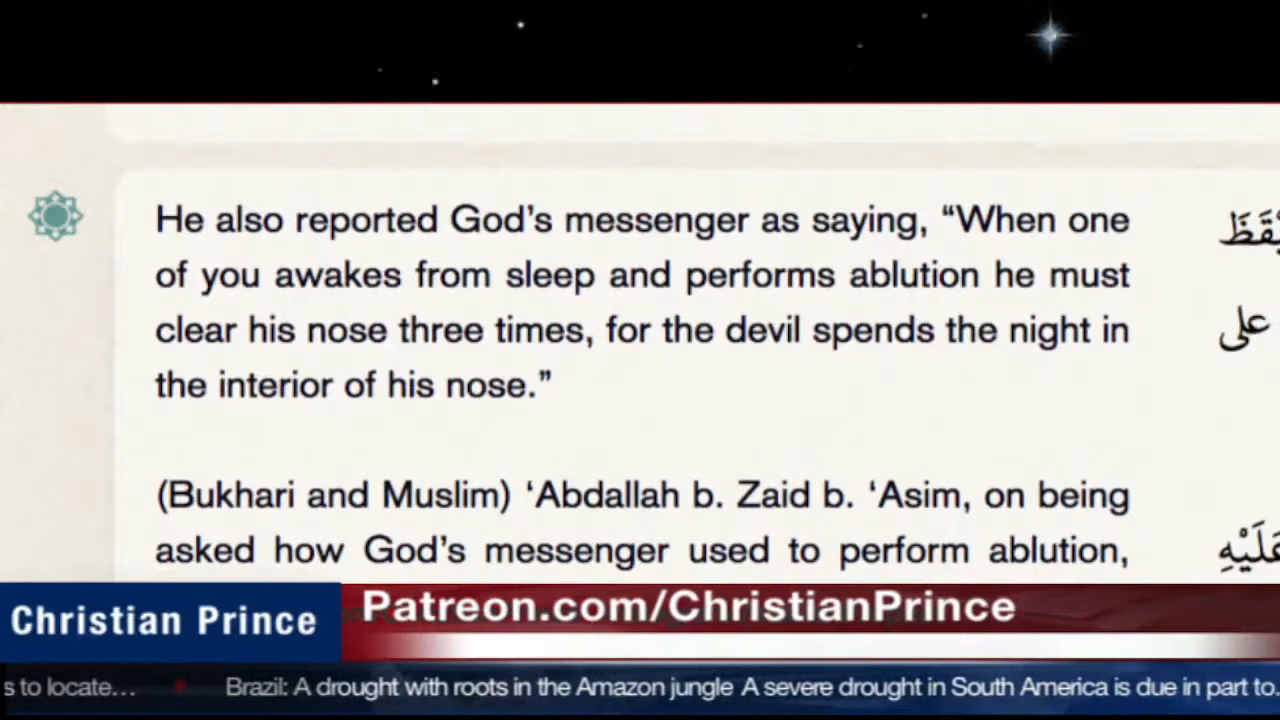 He also reported God's messenger as saying, “When one
of you awakes from sleep and performs ablution he must
clear his nose three times, for the devil spends the night in
the interior of his nose.”
(Bukhari and Muslim) ‘Abdallah b. Zaid b. ‘Asim, on being
asked how God’s messenger used to perform ablution,
على
عَلَيْهِ
Christian Prince
Patreon.com/ChristianPrince
s to locate... Brazil: A drought with roots in the Amazon jungle A severe drought in South America is due in part to.